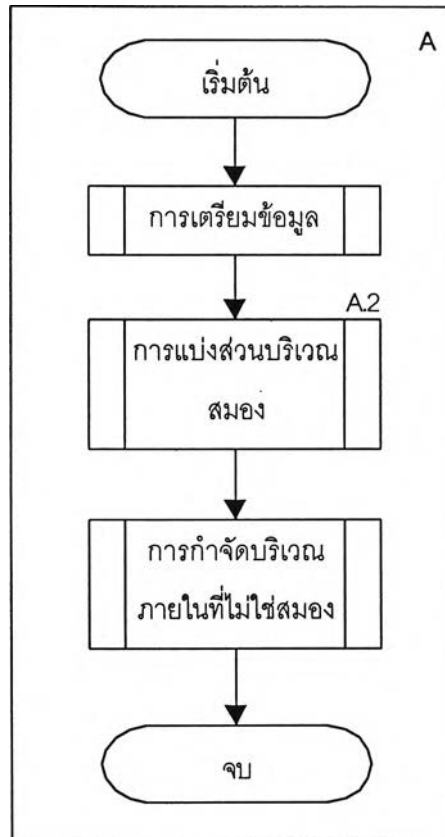 A
เริ่มต้น
การเตรียมข้อมูล
A.2
การแบ่งส่วนบริเวณ
สมอง
การกำจัดบริเวณ
ภายในที่ไม่ใช่สมอง
จบ